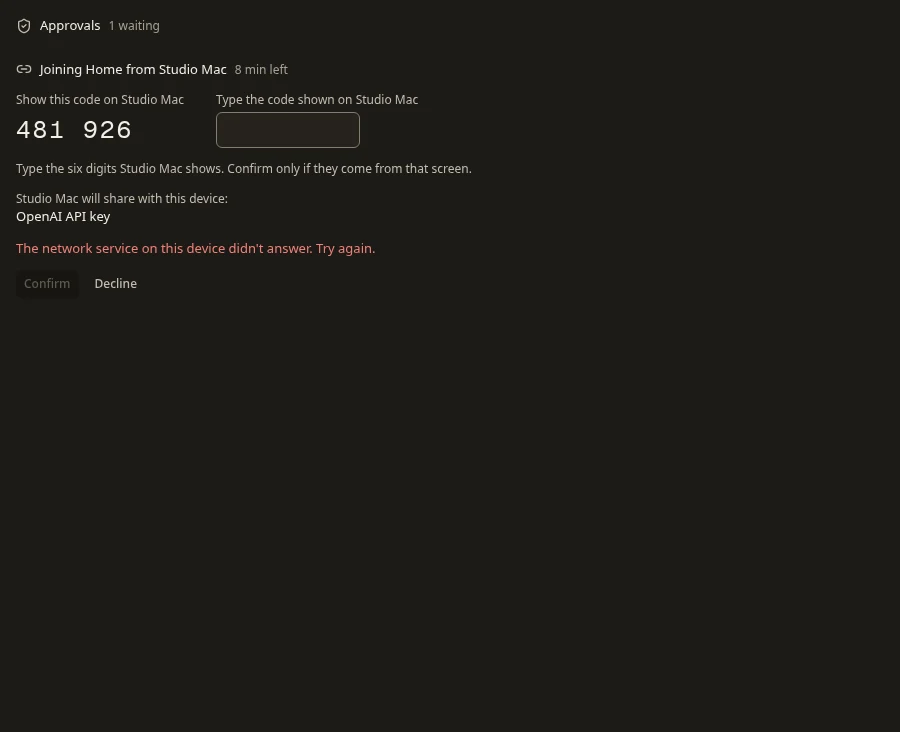 Approvals 1 waiting
Joining Home from Studio Mac 8 min left
Show this code on Studio Mac
Type the code shown on Studio Mac
481 926
Type the six digits Studio Mac shows. Confirm only if they come from that screen.
Studio Mac will share with this device:
OpenAI API key
The network service on this device didn't answer. Try again.
Confirm Decline